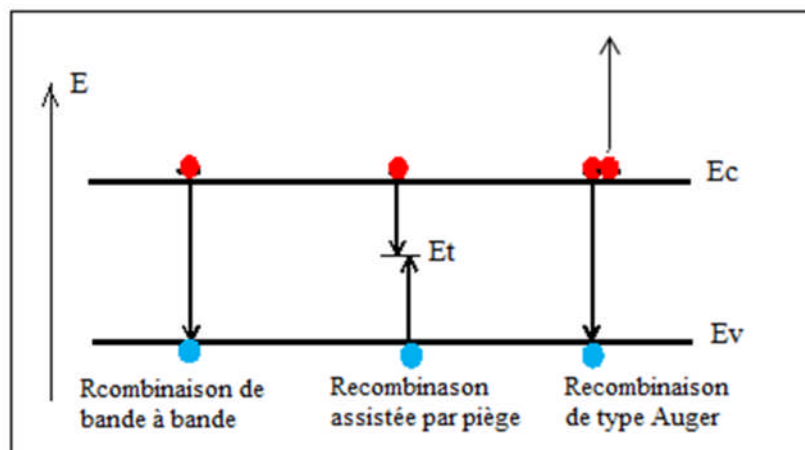 E
Ec
Et
Ev
Rcombinaison de
bande à bande
Recombinason
assistée par piège
Recombinaison
de type Auger